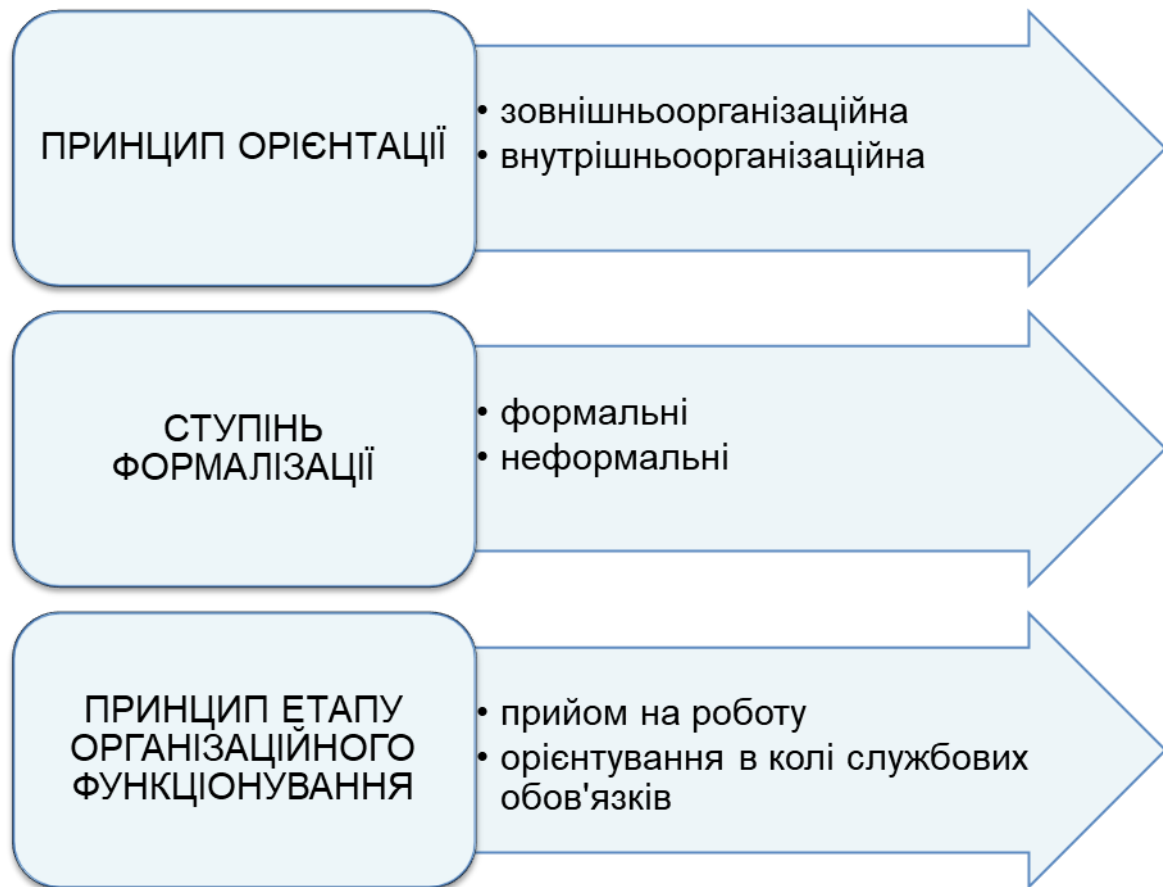 ПРИНЦИП ОРІЄНТАЦІЇ
• зовнішньоорганізаційна
• внутрішньоорганізаційна
СТУПІНЬ
ФОРМАЛІЗАЦІЇ
• формальні
• неформальні
ПРИНЦИП ЕТАПУ
ОРГАНІЗАЦІЙНОГО
ФУНКЦІОНУВАННЯ
• прийом на роботу
• орієнтування в колі службових
обов'язків